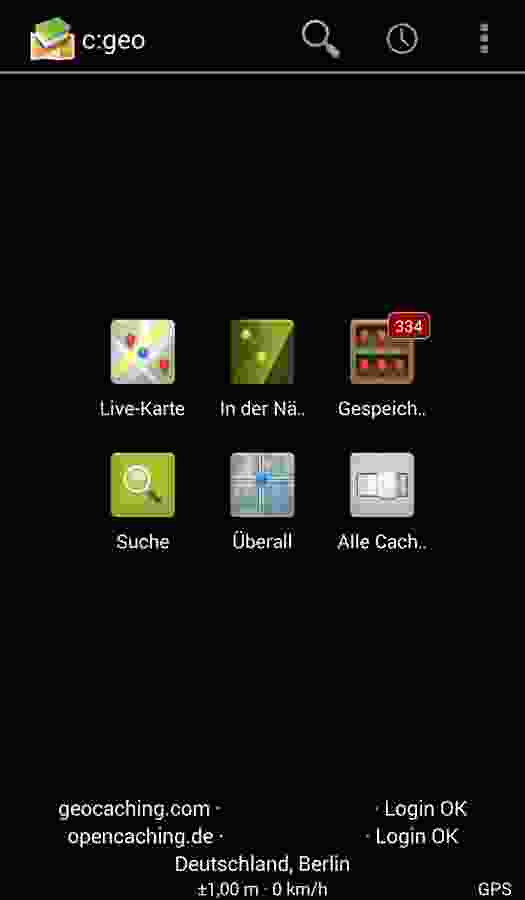 c:geo
334
Live-Karte In der Nä.. Gespeich..
Suche Überall Alle Cach..
geocaching.com · · Login OK
opencaching.de · · Login OK
Deutschland, Berlin
±1,00 m · 0 km/h GPS